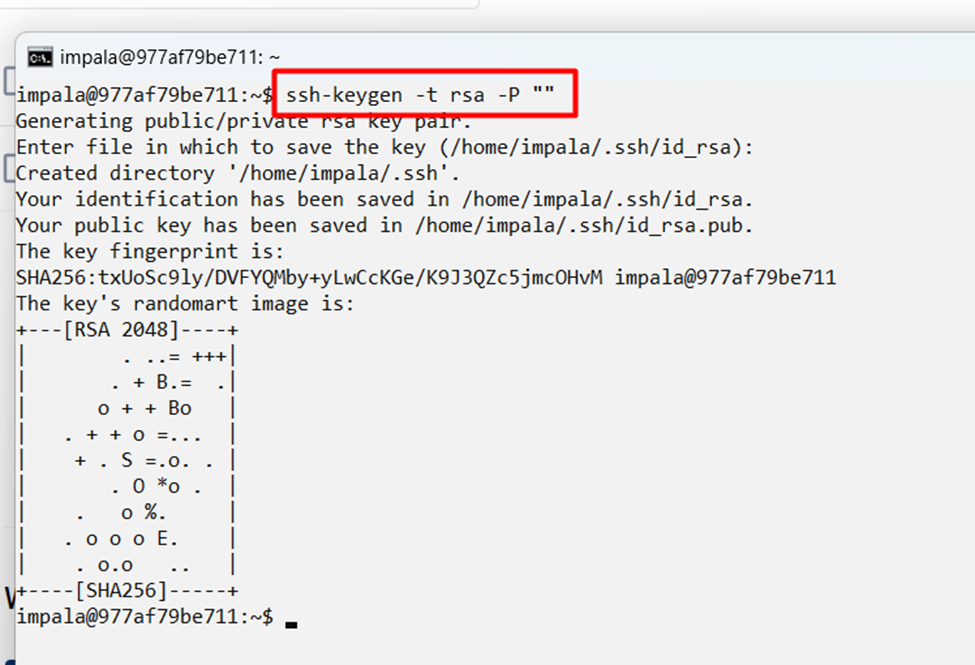 impala@977af79be711: ~
impala@977af79be711:~$ ssh-keygen -t rsa -P ""
Generating public/private rsa key pair.
Enter file in which to save the key (/home/impala/.ssh/id_rsa):
Created directory '/home/impala/.ssh'.
Your identification has been saved in /home/impala/.ssh/id_rsa.
Your public key has been saved in /home/impala/.ssh/id_rsa.pub.
The key fingerprint is:
SHA256:txUoSc9ly/DVFYQMby+yLwCcKGe/K9J3QZc5jmcOHvM impala@977af79be711
The key's randomart image is:
+---[RSA 2048]----+
|        . ..= +++|
|       . + B.=  .|
|      o + + Bo   |
|   . + + o =...  |
|    + . S =.o. . |
|       . O *o .  |
|    .   o %.     |
|   . o o o E.    |
|    . o.o   ..   |
+----[SHA256]-----+
impala@977af79be711:~$